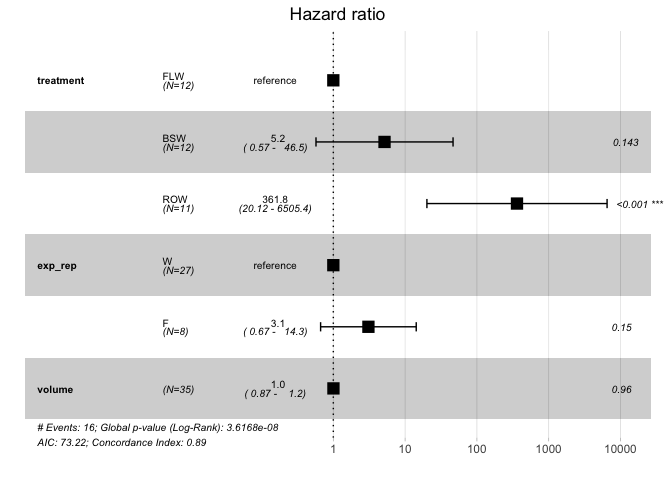 Hazard ratio
treatment FLW reference
(N=12)
BSW 5.2
(N=12) ( 0.57 - 46.5) 0.143
ROW 361.8
(N=11) (20.12 - 6505.4) <0.001 ***
exp_rep W reference
(N=27)
F 3.1
(N=8) ( 0.67 - 14.3) 0.15
volume (N=35) 1.0
( 0.87 - 1.2) 0.96
# Events: 16; Global p-value (Log-Rank): 3.6168e-08
AIC: 73.22; Concordance Index: 0.89
1 10 100 1000 10000